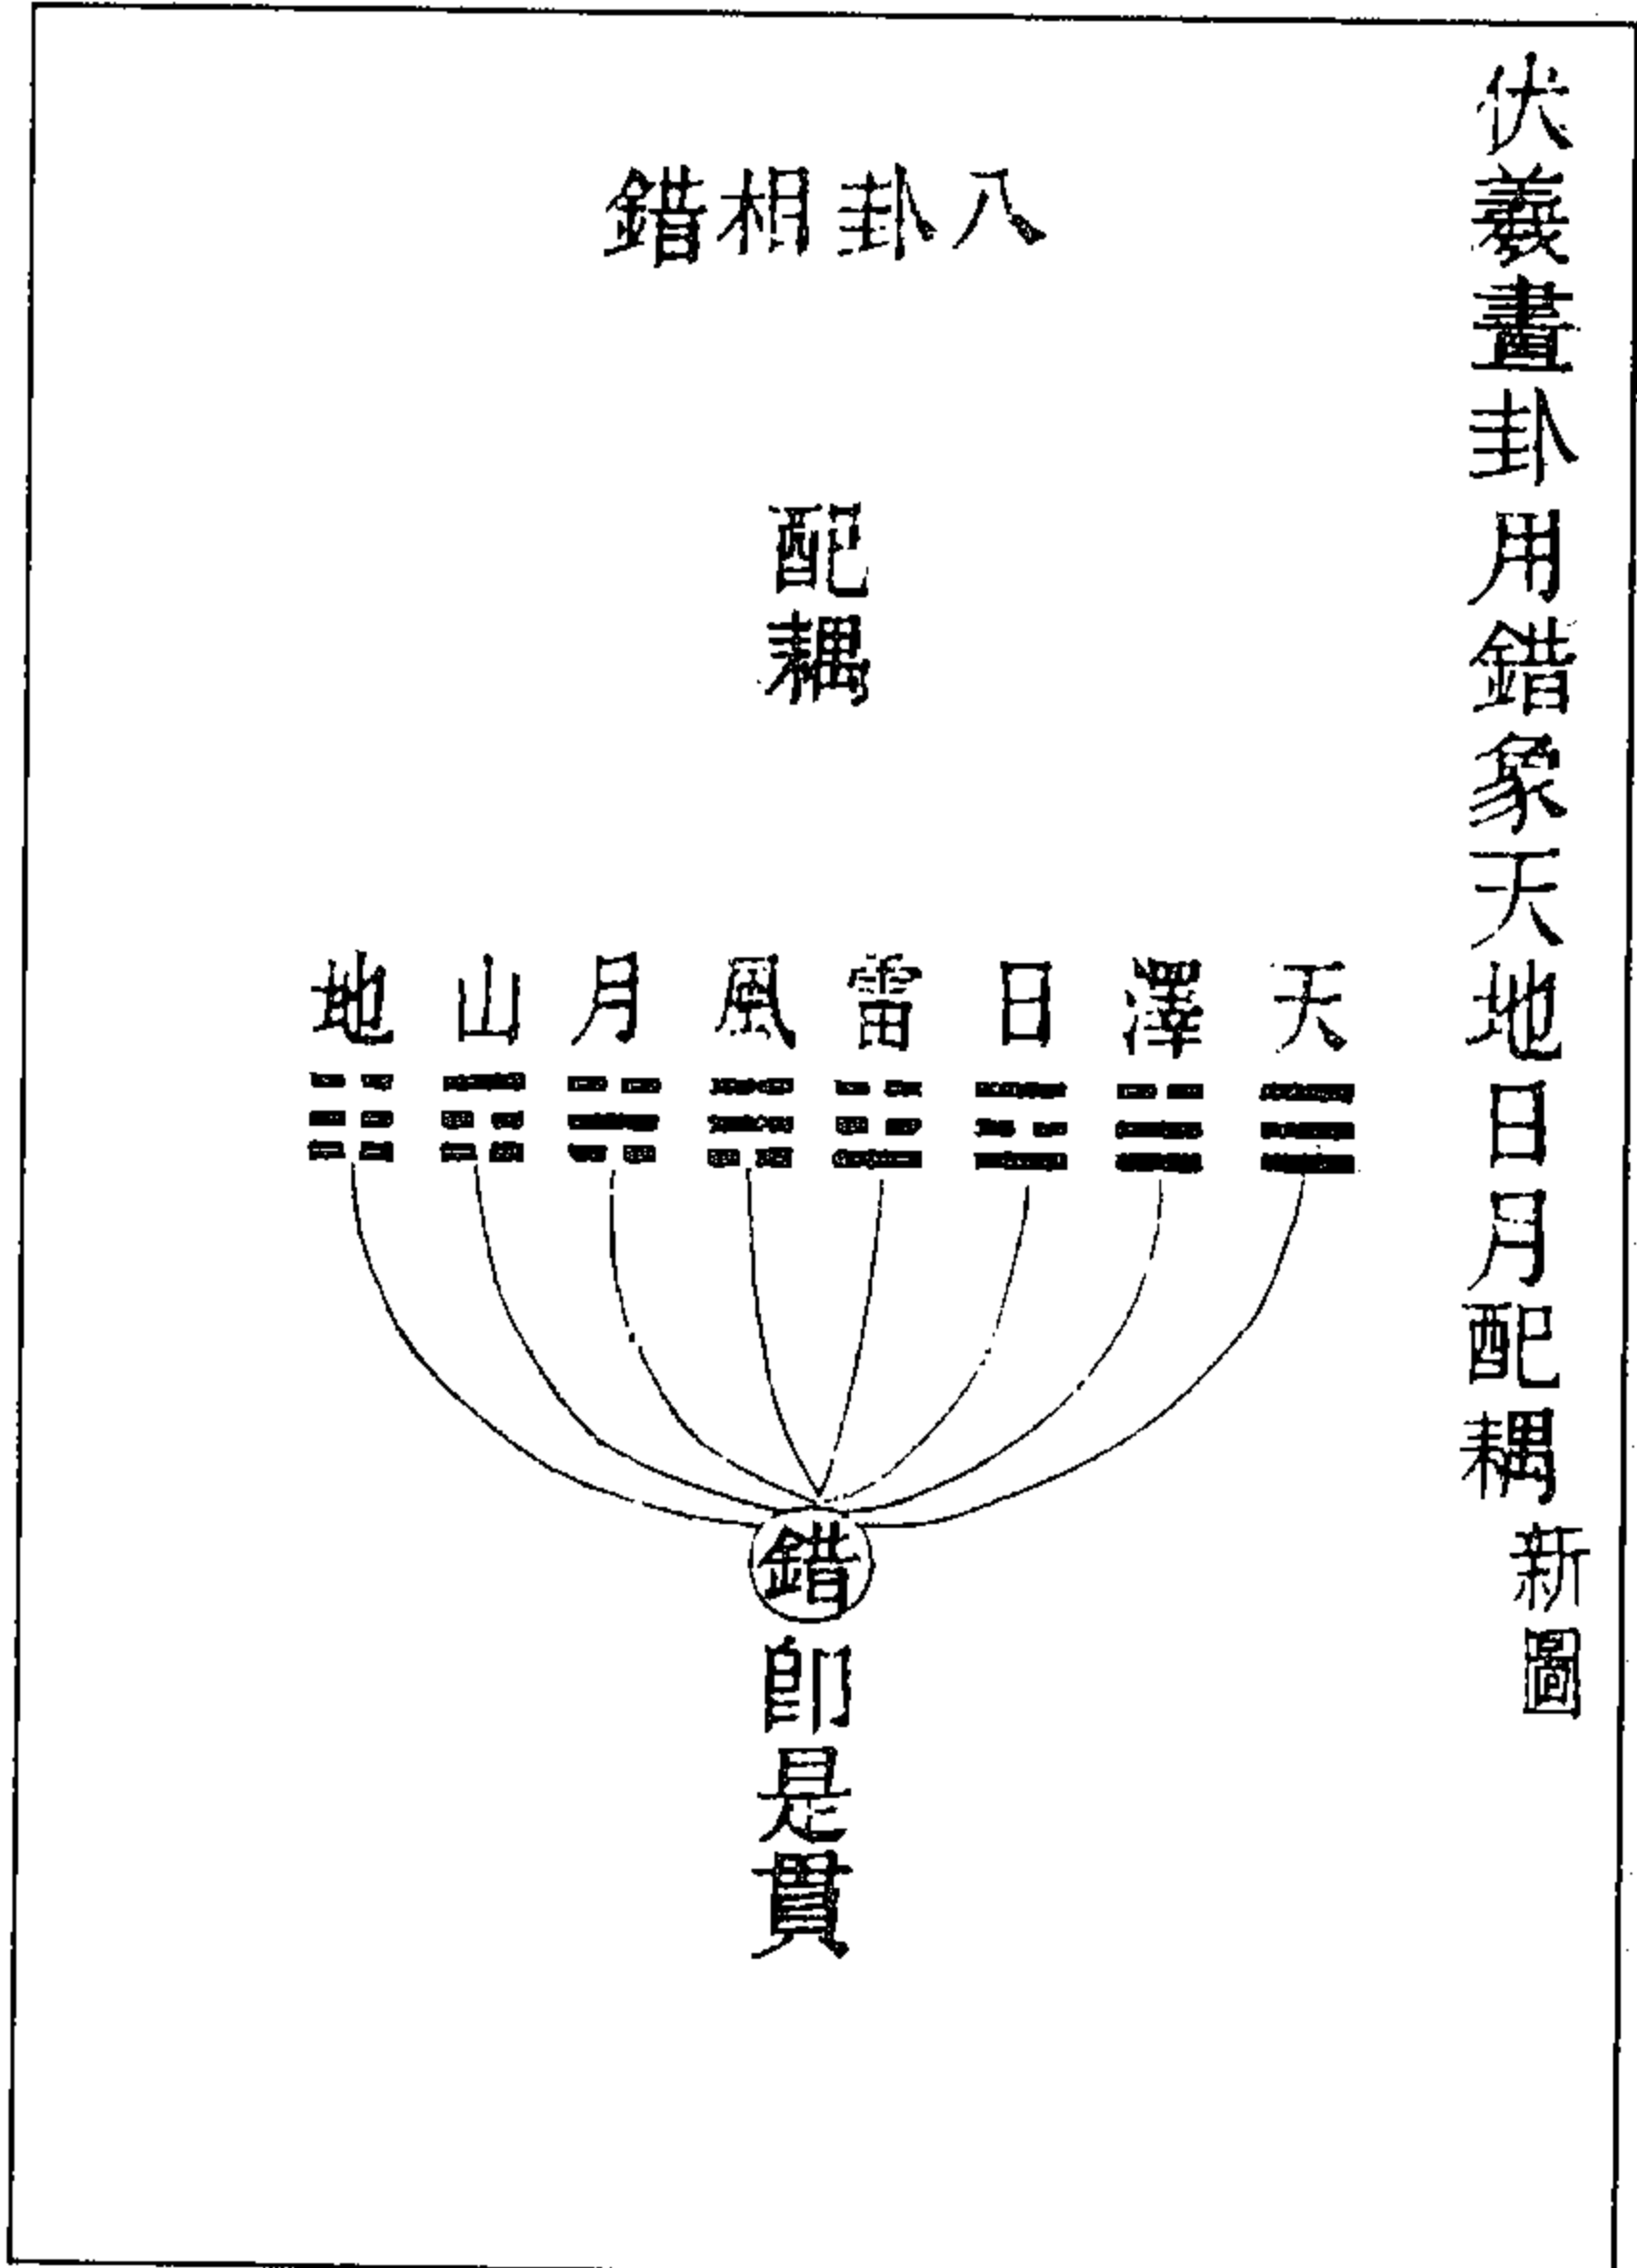 伏羲畫卦用錯象天地日月配耦新圖
八卦相錯
配耦
天澤日雷風月山地
錯
卽是貫